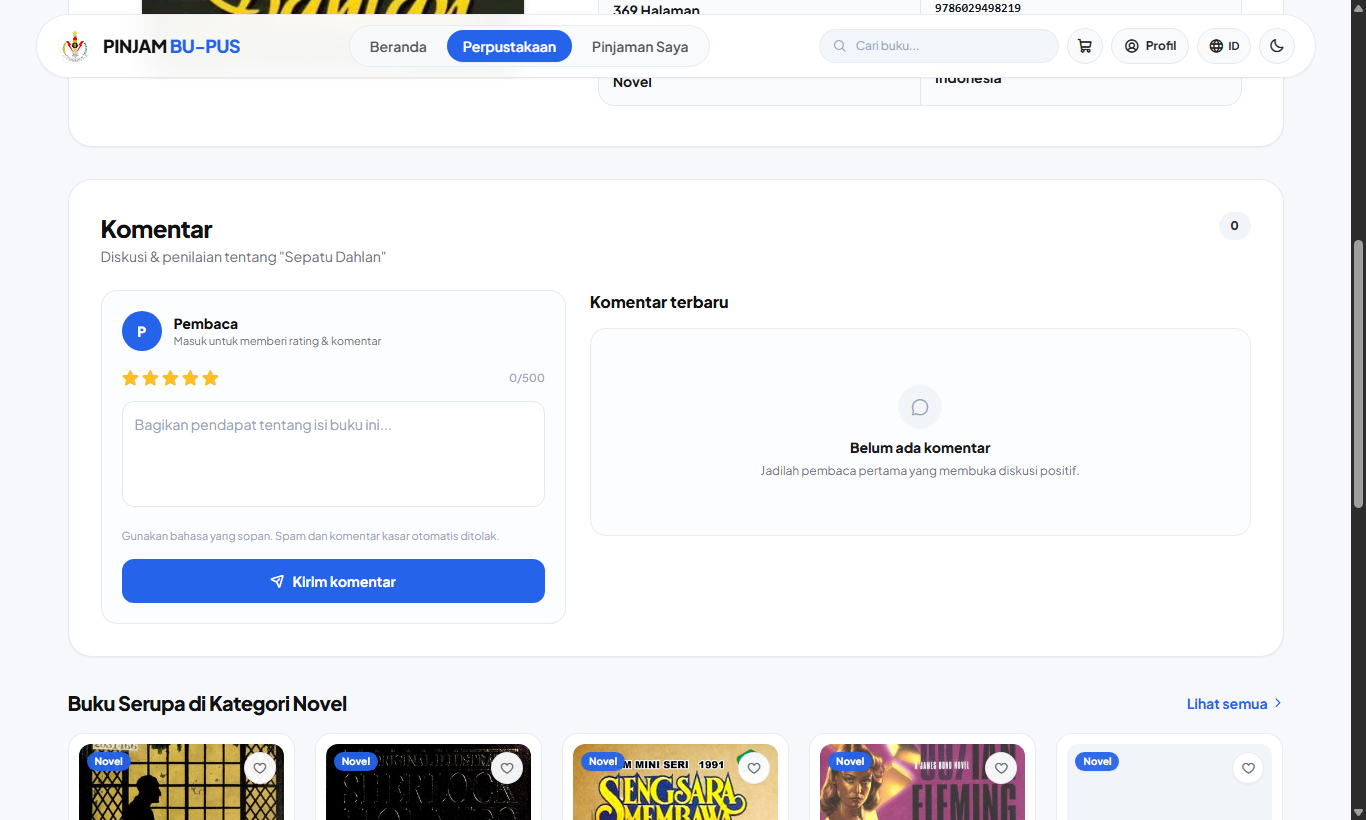 369 Halaman
9786029498219
PINJAM BU-PUS
Beranda
Perpustakaan
Pinjaman Saya
Cari buku...
Profil
ID
Novel
Indonesia
Komentar
0
Diskusi & penilaian tentang "Sepatu Dahlan"
P
Pembaca
Masuk untuk memberi rating & komentar
0/500
Bagikan pendapat tentang isi buku ini...
Gunakan bahasa yang sopan. Spam dan komentar kasar otomatis ditolak.
Kirim komentar
Komentar terbaru
Belum ada komentar
Jadilah pembaca pertama yang membuka diskusi positif.
Buku Serupa di Kategori Novel
Lihat semua
Novel
Novel
SHERLOCK
Novel
M MINI SERI 1991
SENGSARA
MEMBAWA
Novel
A JAMES BOND NOVEL
FLEMING
Novel